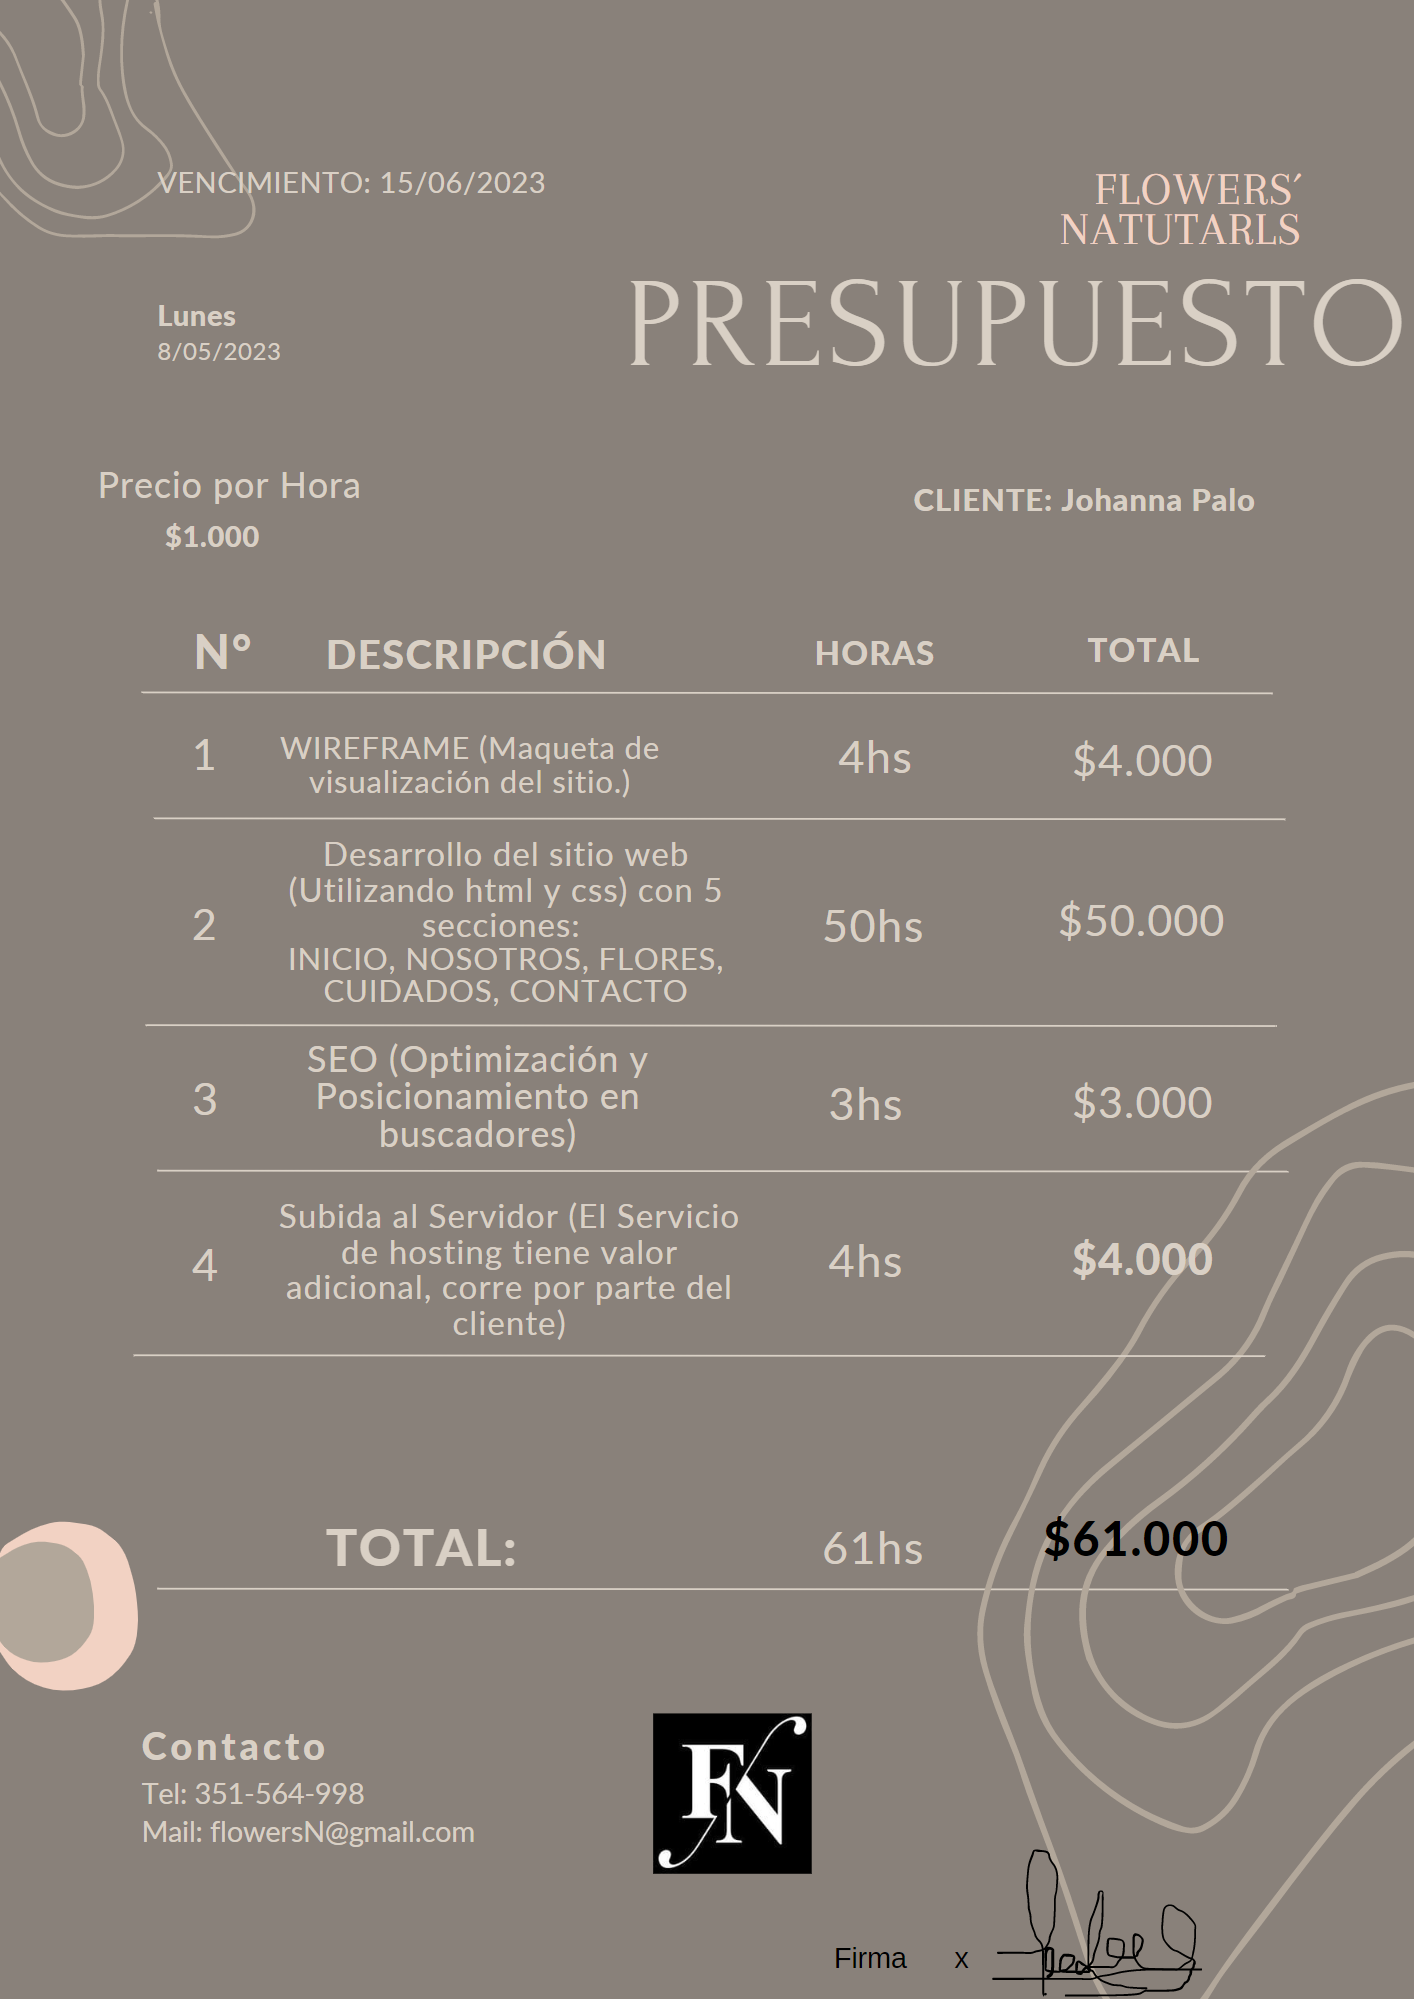 VENCIMIENTO: 15/06/2023
FLOWERS´
NATUTARLS
PRESUPUESTO
Lunes
8/05/2023
Precio por Hora
$1.000
CLIENTE: Johanna Palo
N° DESCRIPCIÓN HORAS TOTAL
1 WIREFRAME (Maqueta de
visualización del sitio.) 4hs $4.000
Desarrollo del sitio web
(Utilizando html y css) con 5
2 secciones: 50hs $50.000
INICIO, NOSOTROS, FLORES,
CUIDADOS, CONTACTO
SEO (Optimización y
3 Posicionamiento en 3hs $3.000
buscadores)
Subida al Servidor (El Servicio
4 de hosting tiene valor 4hs $4.000
adicional, corre por parte del
cliente)
TOTAL: 61hs $61.000
Contacto
Tel: 351-564-998
Mail: flowersN@gmail.com
FN
Firma x